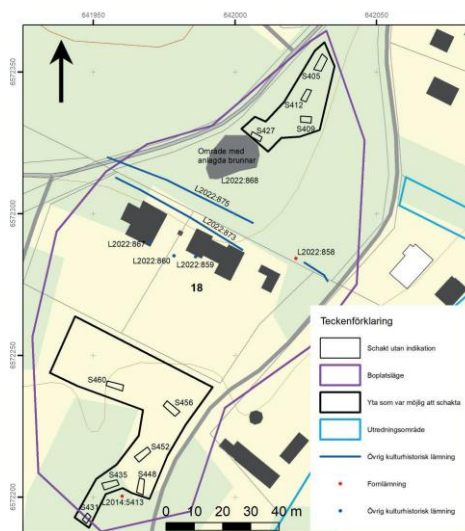 641950
642000
642050
6572350
6572300
6572250
6572200
S405
S412
S409
S427
Område med
anlagda brunnar
L2022:868
L2022:875
L2022:873
L2022:867
L2022:860
L2022:859
L2022:858
18
S460
S456
S452
S448
S435
S431
L2014:5413
0 10 20 30 40 m
Teckenförklaring
Schakt utan indikation
Boplatsläge
Yta som var möjlig att schakta
Utredningsområde
Övrig kulturhistorisk lämning
Fornlämning
Övrig kulturhistorisk lämning